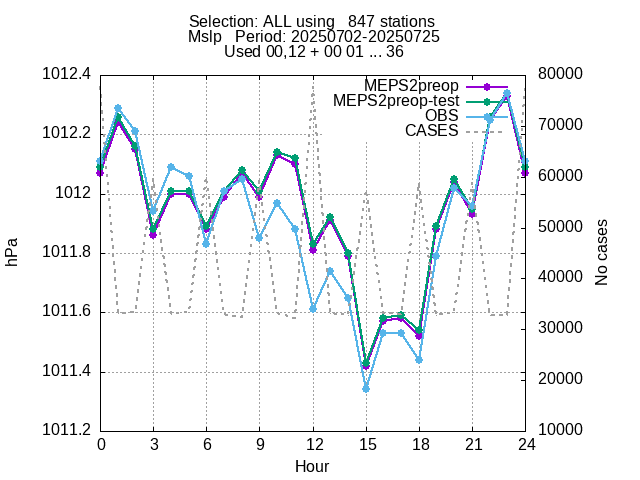 Selection: ALL using   847 stations
Mslp   Period: 20250702-20250725
Used 00,12 + 00 01 ... 36
1012.4
1012.2
1012
1011.8
1011.6
1011.4
1011.2
hPa
MEPS2preop
MEPS2preop-test
OBS
CASES
80000
70000
60000
50000
40000
30000
20000
10000
No cases
0 3 6 9 12 15 18 21 24
Hour